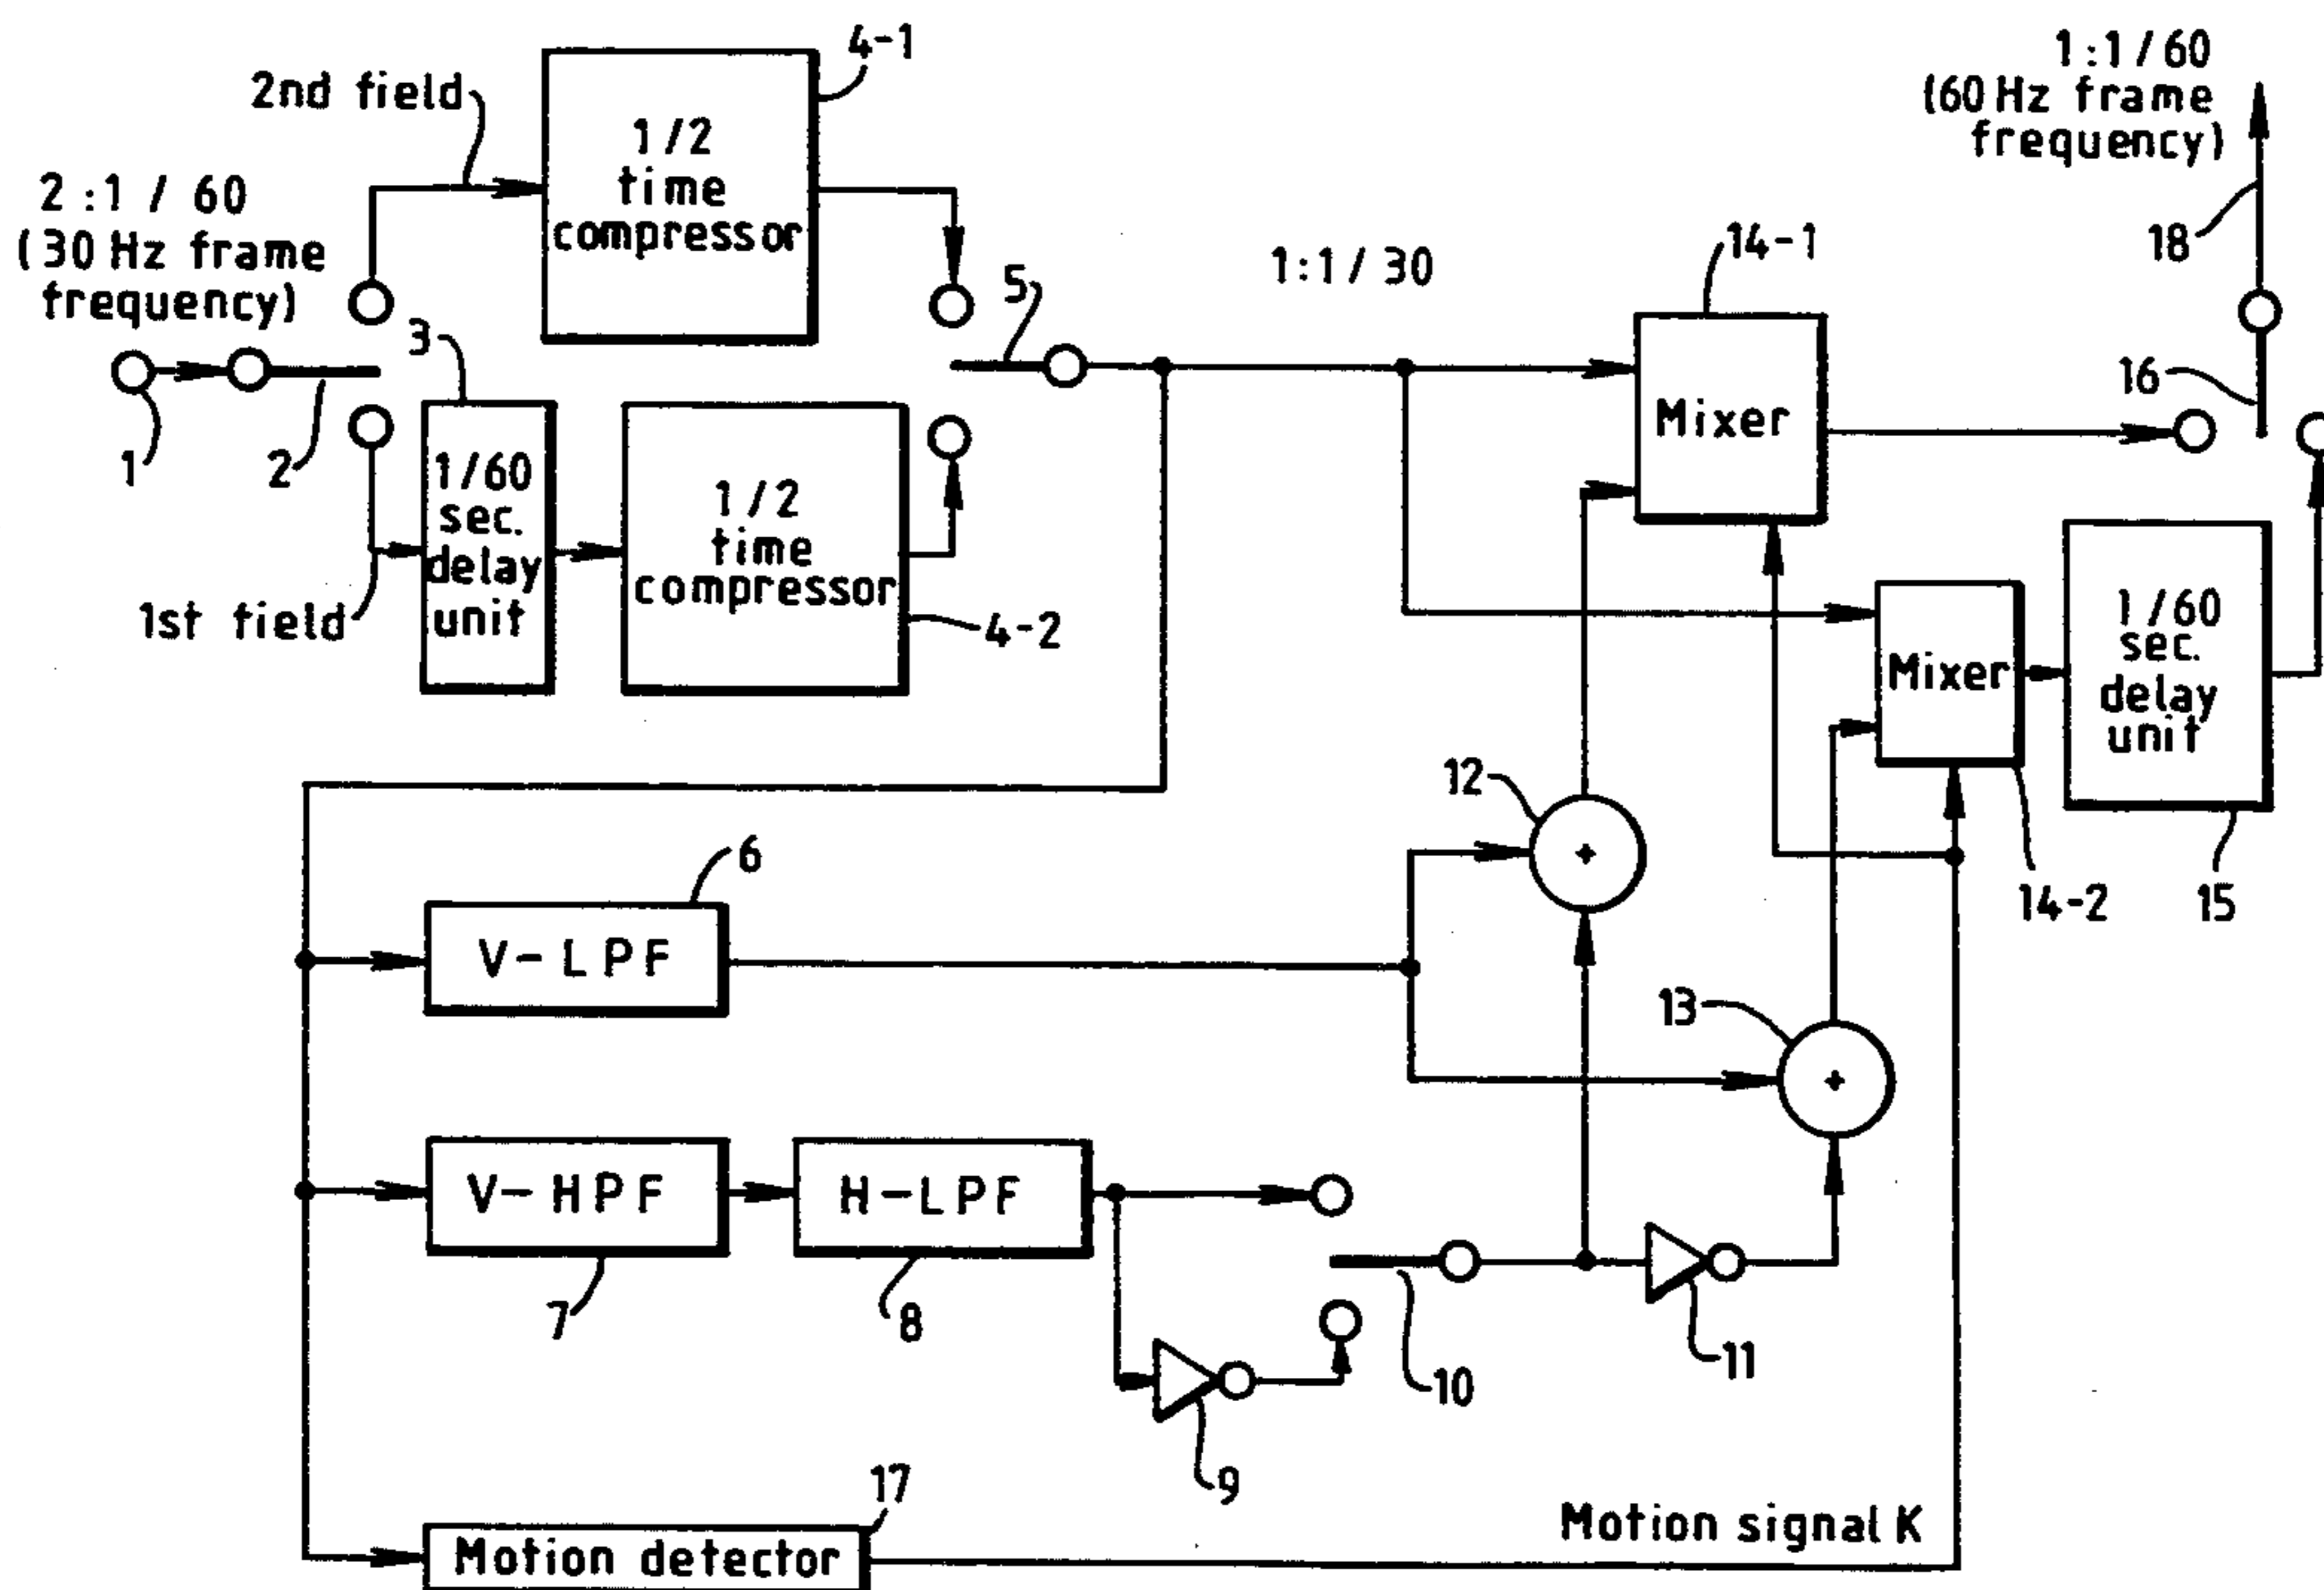 4-1
2nd field
1/2
time
compressor
2 :1 / 60
(30 Hz frame
frequency)
1:1/60
(60 Hz frame
frequency)
18
1
2
3
1/60
sec.
delay
unit
1st field
1/2
time
compressor
4-2
5
1:1/ 30
14-1
Mixer
16
Mixer
14-2
1/60
sec.
delay
unit
15
12
+
6
V-LPF
13
+
V-HPF
7
H-LPF
8
9
10
11
17
Motion detector
Motion signal K